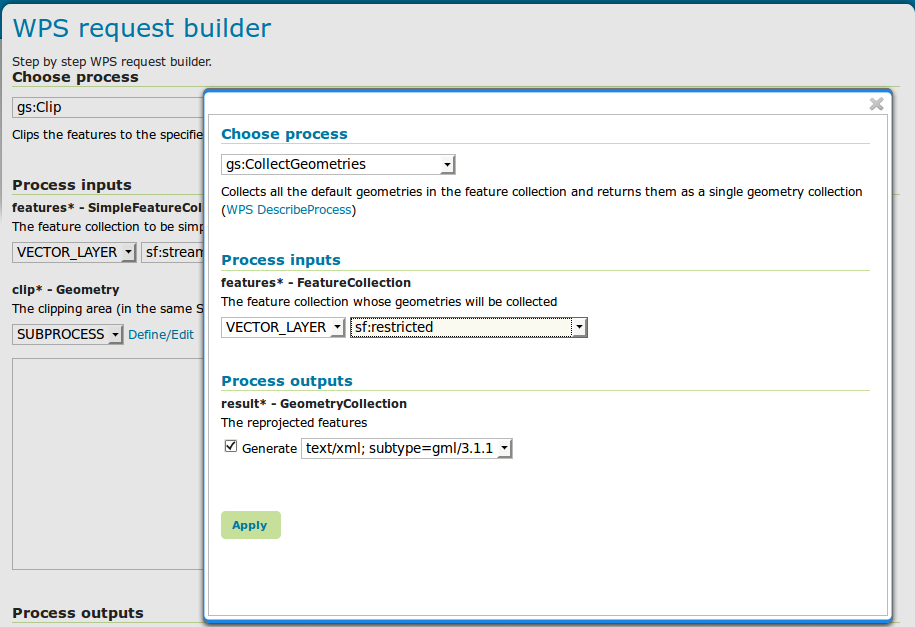 WPS request builder
Step by step WPS request builder.
Choose process
gs:Clip
Clips the features to the specifie
Process inputs
features* - SimpleFeatureColl
The feature collection to be simp
VECTOR_LAYER sf:stream
clip* - Geometry
The clipping area (in the same S
SUBPROCESS Define/Edit
Process outputs
Choose process
gs:CollectGeometries
Collects all the default geometries in the feature collection and returns them as a single geometry collection
(WPS DescribeProcess)
Process inputs
features* - FeatureCollection
The feature collection whose geometries will be collected
VECTOR_LAYER sf:restricted
Process outputs
result* - GeometryCollection
The reprojected features
Generate text/xml; subtype=gml/3.1.1
Apply